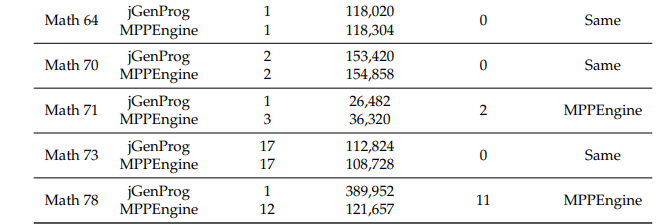 Math 64 jGenProg 1 118,020 0 Same
MPPEngine 1 118,304
Math 70 jGenProg 2 153,420 0 Same
MPPEngine 2 154,858
Math 71 jGenProg 1 26,482 2 MPPEngine
MPPEngine 3 36,320
Math 73 jGenProg 17 112,824 0 Same
MPPEngine 17 108,728
Math 78 jGenProg 1 389,952 11 MPPEngine
MPPEngine 12 121,657